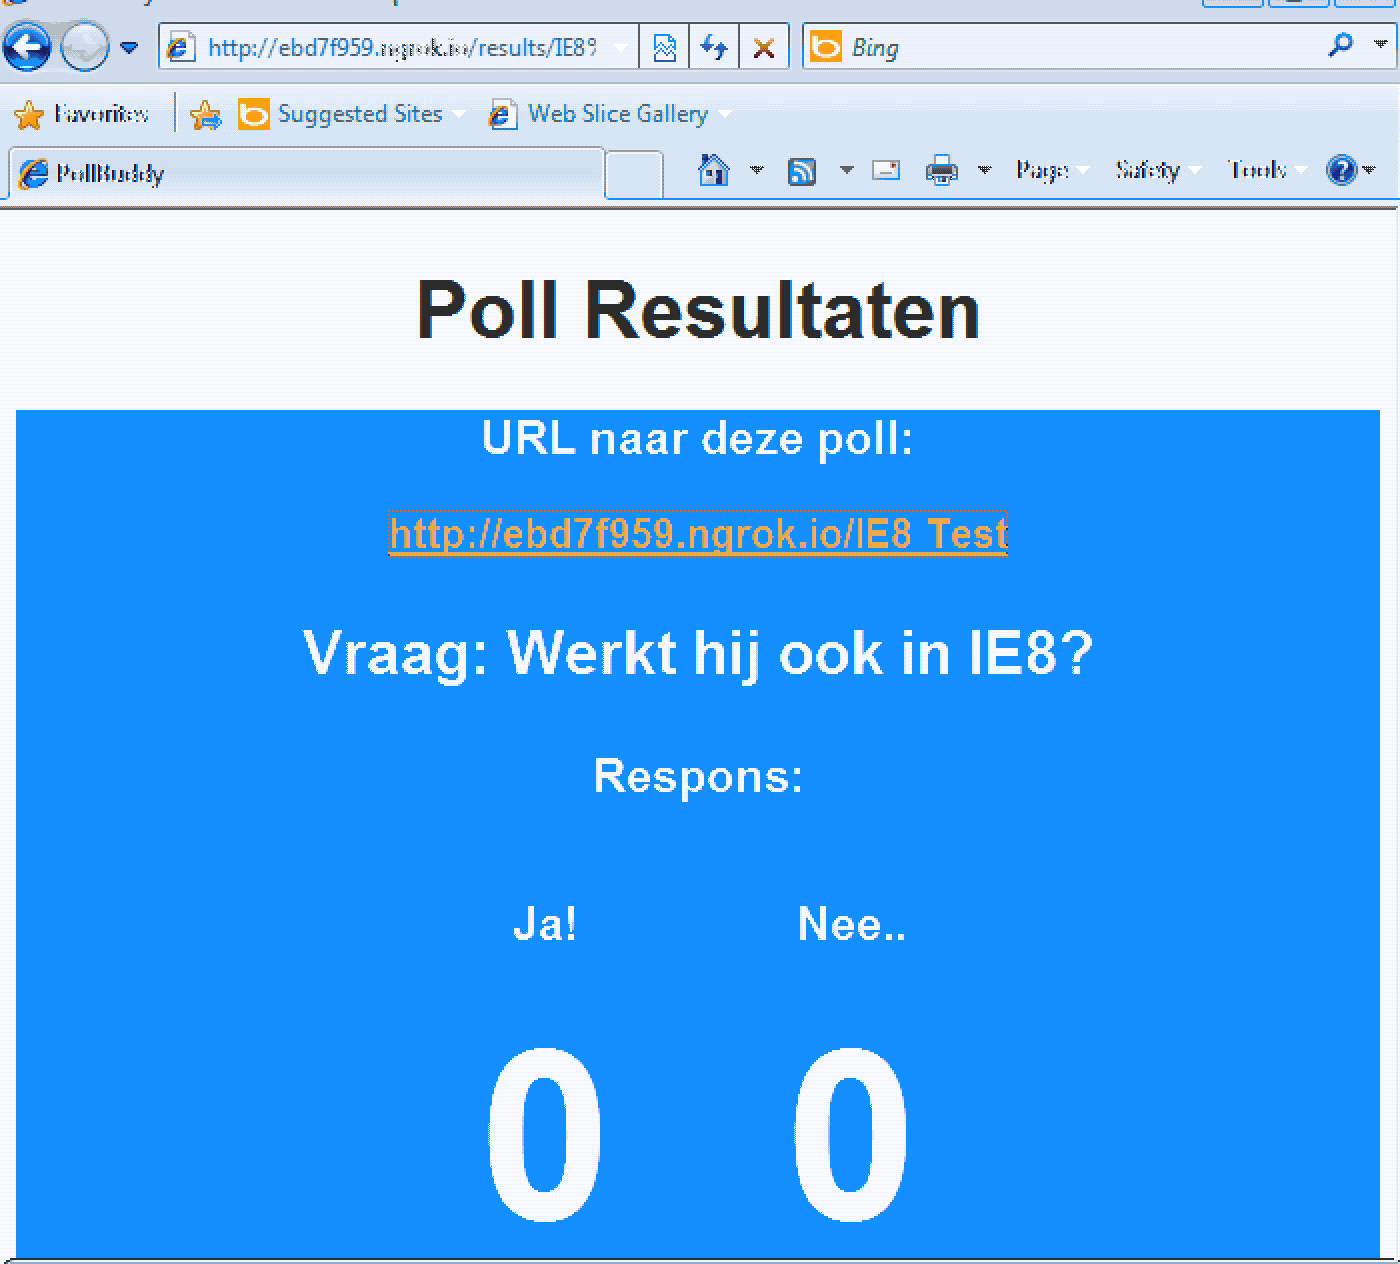 http://ebd7f959.ngrok.io/results/IE8?
Bing
Favorites
Suggested Sites
Web Slice Gallery
PollBuddy
Page
Safety
Tools
Poll Resultaten
URL naar deze poll:
http://ebd7f959.ngrok.io/IE8_Test
Vraag: Werkt hij ook in IE8?
Respons:
Ja! Nee..
0 0